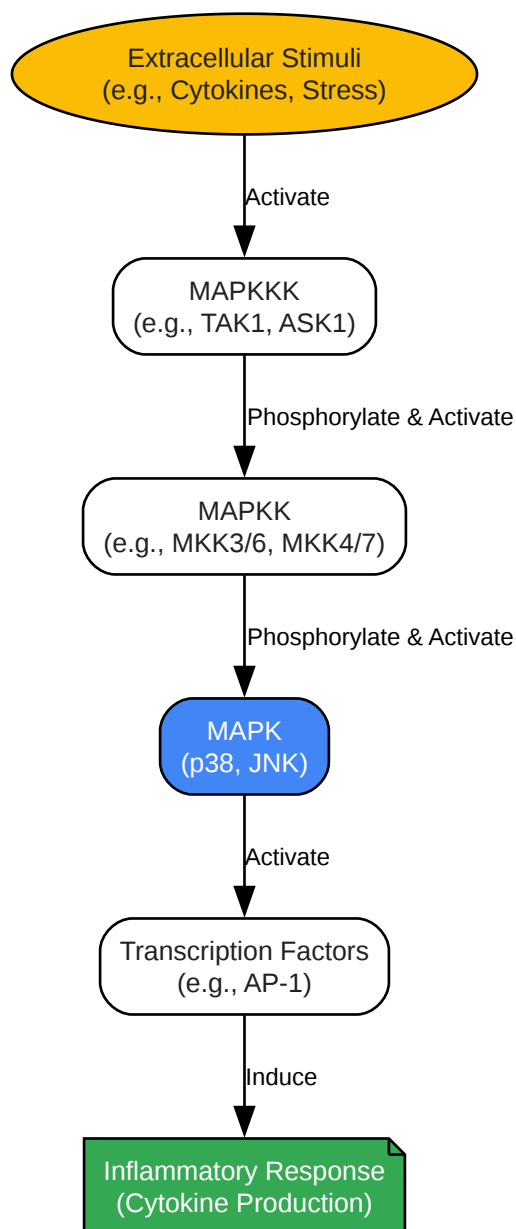 Extracellular Stimuli
(e.g., Cytokines, Stress)
Activate
MAPKKK
(e.g., TAK1, ASK1)
Phosphorylate & Activate
MAPKK
(e.g., MKK3/6, MKK4/7)
Phosphorylate & Activate
MAPK
(p38, JNK)
Activate
Transcription Factors
(e.g., AP-1)
Induce
Inflammatory Response
(Cytokine Production)